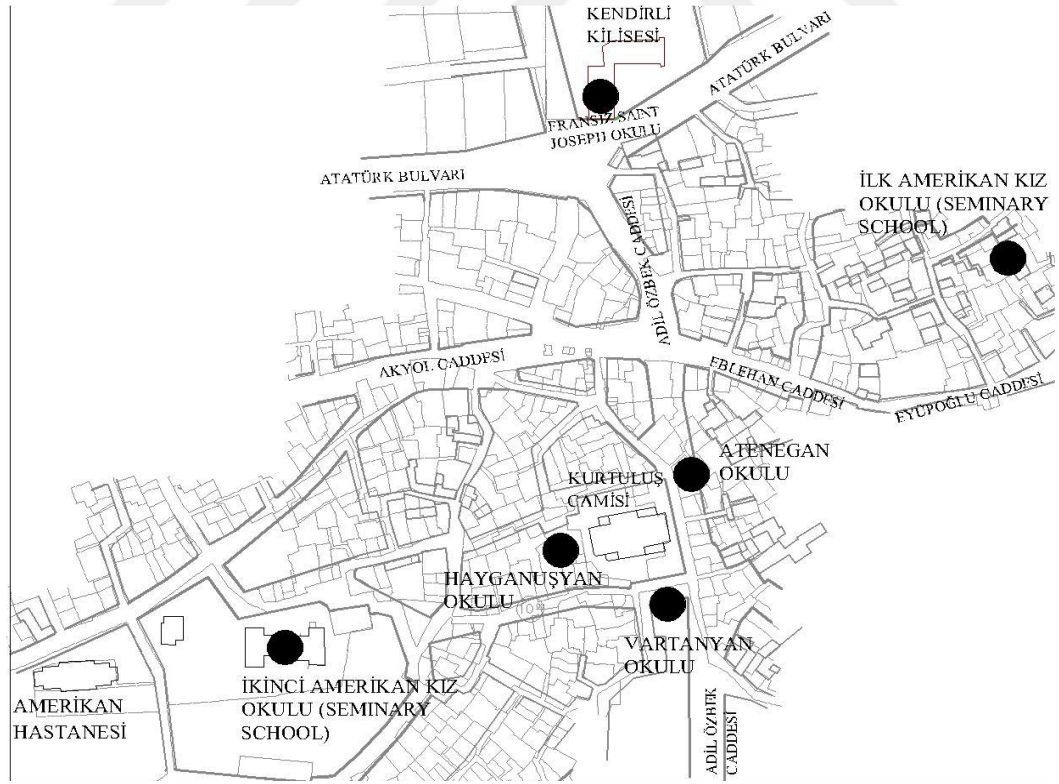 KENDİRLİ
KİLİSESİ
ATATÜRK BULVARI
FRANSIZ SAINT
JOSEPH OKULU
ATATÜRK BULVARI
İLK AMERİKAN KIZ
OKULU (SEMINARY
SCHOOL)
ADİL ÖZBEK CADDESİ
AKYOL CADDESİ
EBLEHAN CADDESİ
EYÜPOĞLU CADDESİ
ATENEGAN
OKULU
KURTULUŞ
CAMİSİ
HAYGANUŞYAN
OKULU
VARTANYAN
OKULU
İKİNCİ AMERİKAN KIZ
OKULU (SEMINARY
SCHOOL)
AMERİKAN
HASTANESİ
ADİL ÖZBEK
CADDESİ